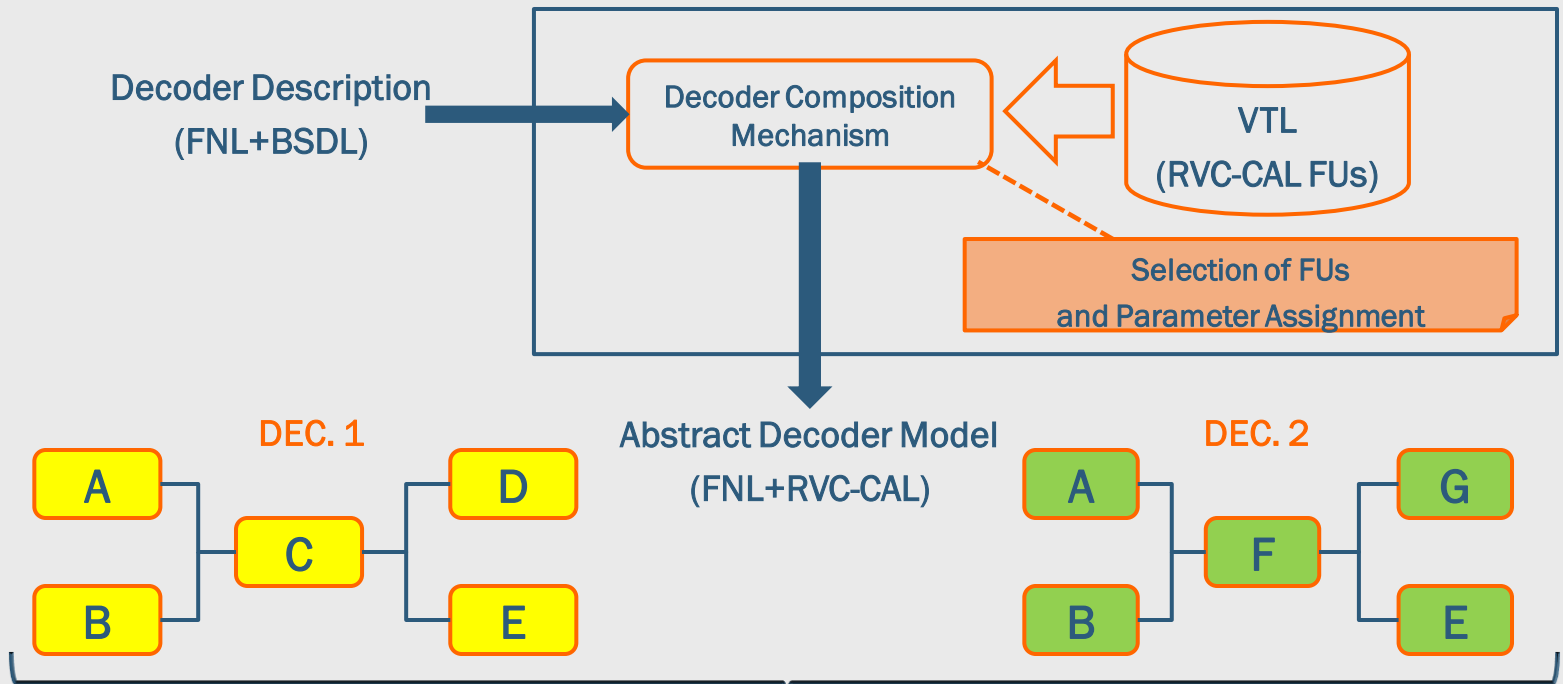 Decoder Description
(FNL+BSDL)
Decoder Composition
Mechanism
VTL
(RVC-CAL FUs)
Selection of FUs
and Parameter Assignment
DEC. 1
Abstract Decoder Model
(FNL+RVC-CAL)
DEC. 2
A
D
C
B
E
A
G
F
B
E